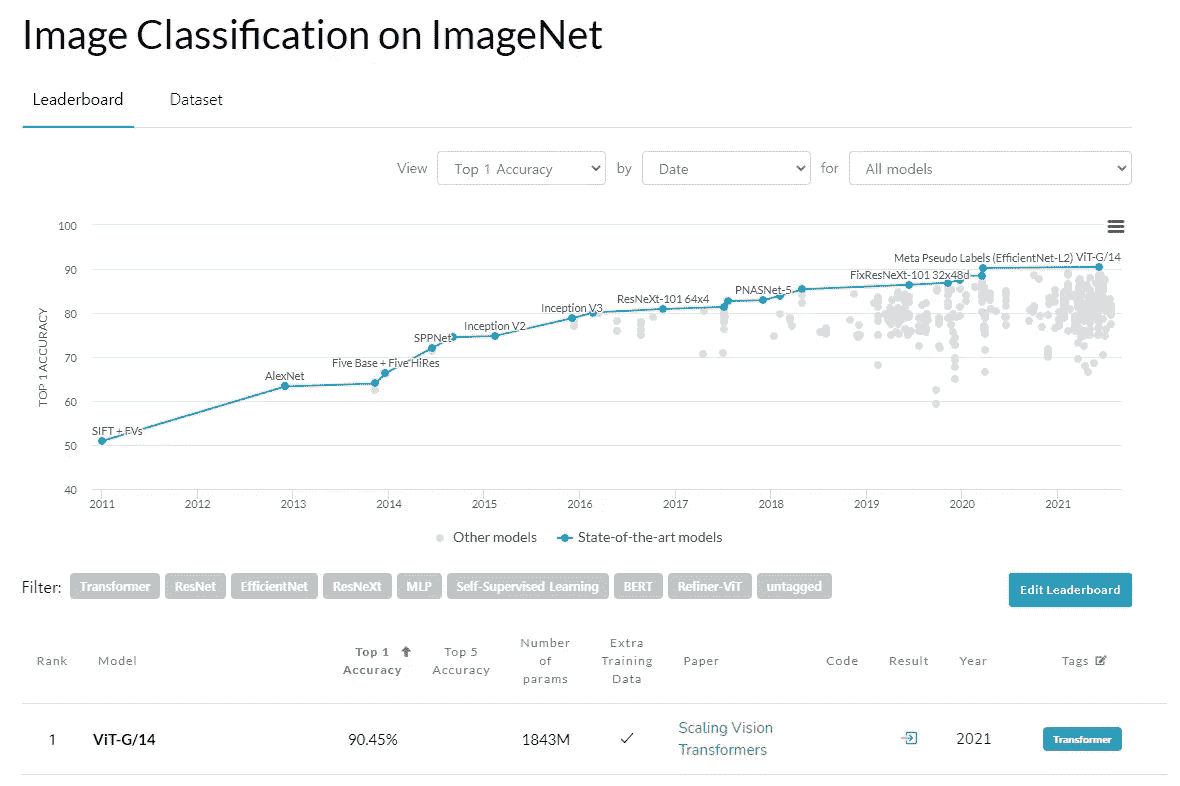 Image Classification on ImageNet
Leaderboard Dataset
View Top 1 Accuracy by Date for All models
TOP 1 ACCURACY
100
90
80
70
60
50
40
SIFT + FVs
AlexNet
Five Base + Five HiRes
SPPNet
Inception V2
Inception V3
ResNeXt-101 64x4
PNASNet-5
FixResNeXt-101 32x48d
Meta Pseudo Labels (EfficientNet-L2)
ViT-G/14
2011 2012 2013 2014 2015 2016 2017 2018 2019 2020 2021
Other models State-of-the-art models
Filter: Transformer ResNet EfficientNet ResNeXt MLP Self-Supervised Learning BERT Refiner-ViT untagged
Edit Leaderboard
Rank Model Top 1 Accuracy Top 5 Accuracy Number of params Extra Training Data Paper Code Result Year Tags
1 ViT-G/14 90.45% 1843M ✓ Scaling Vision Transformers 2021 Transformer